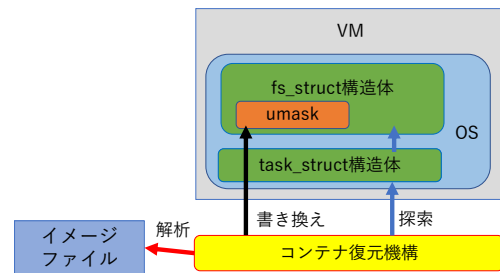 VM
fs_struct構造体
umask
OS
task_struct構造体
書き換え
探索
解析
イメージ
ファイル
コンテナ復元機構